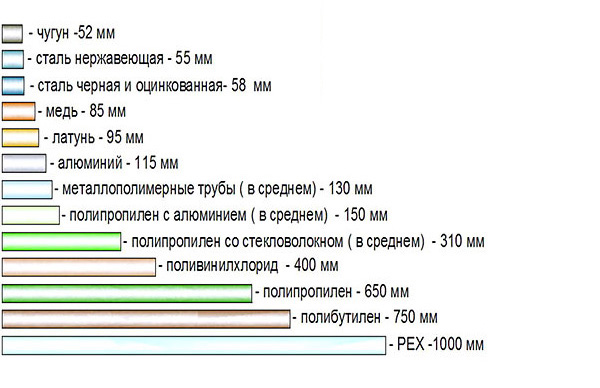 - чугун -52 мм
- сталь нержавеющая - 55 мм
- сталь черная и оцинкованная- 58 мм
- медь - 85 мм
- латунь - 95 мм
- алюминий - 115 мм
- металлополимерные трубы ( в среднем) - 130 мм
- полипропилен с алюминием ( в среднем) - 150 мм
- полипропилен со стекловолокном ( в среднем) - 310 мм
- поливинилхлорид - 400 мм
- полипропилен - 650 мм
- полибутилен - 750 мм
- PEX -1000 мм